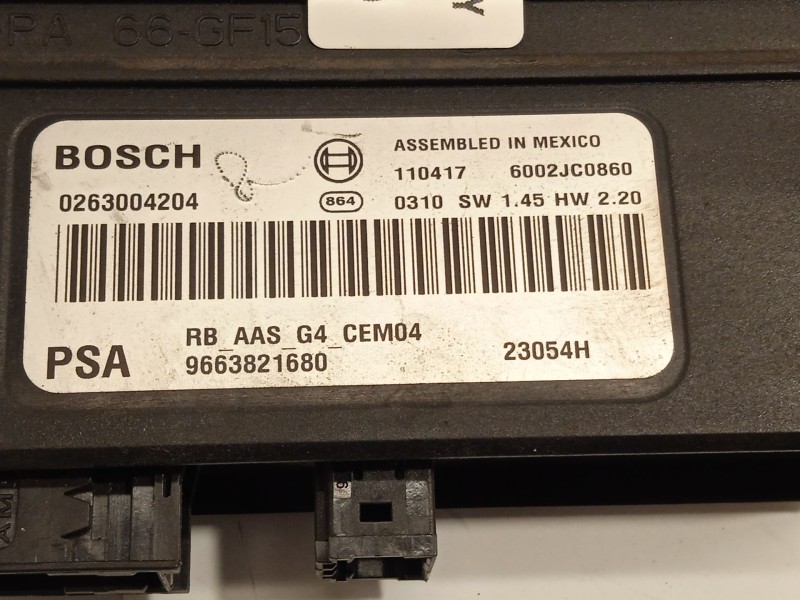 66-GF15
BOSCH
ASSEMBLED IN MEXICO
110417 6002JC0860
0263004204
864
0310 SW 1.45 HW 2.20
RB_AAS_G4_CEM04
PSA
9663821680
23054H